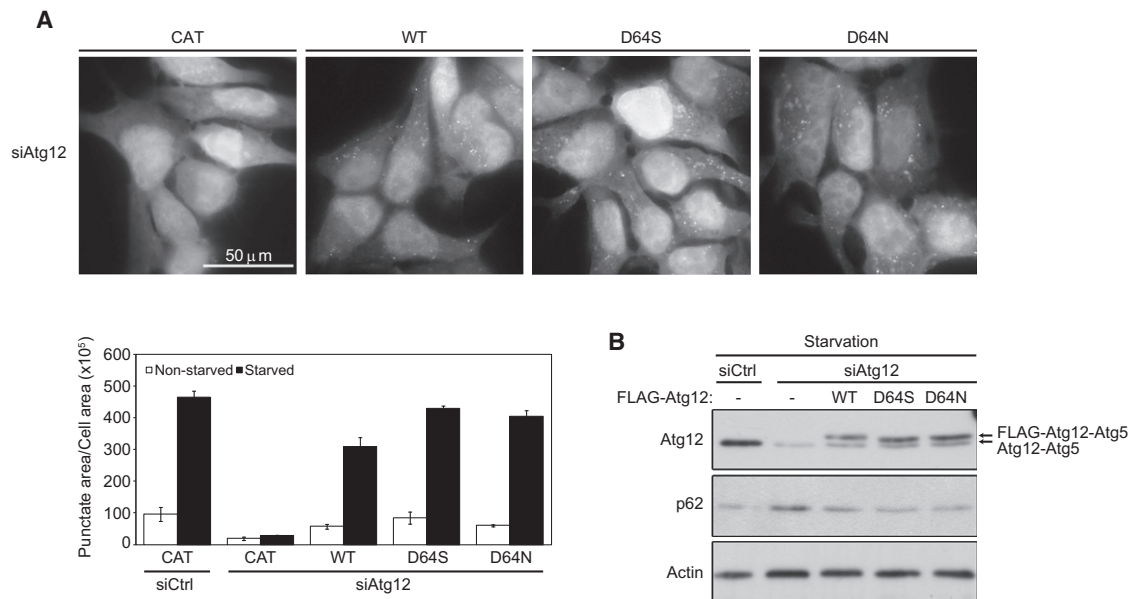 A
CAT WT D64S D64N
siAtg12
50 μm
Punctate area/Cell area (x10⁵)
600
500
400
300
200
100
0
Non-starved Starved
CAT CAT WT D64S D64N
siCtrl siAtg12
B
Starvation
siCtrl siAtg12
FLAG-Atg12: - - WT D64S D64N
Atg12
FLAG-Atg12-Atg5
Atg12-Atg5
p62
Actin